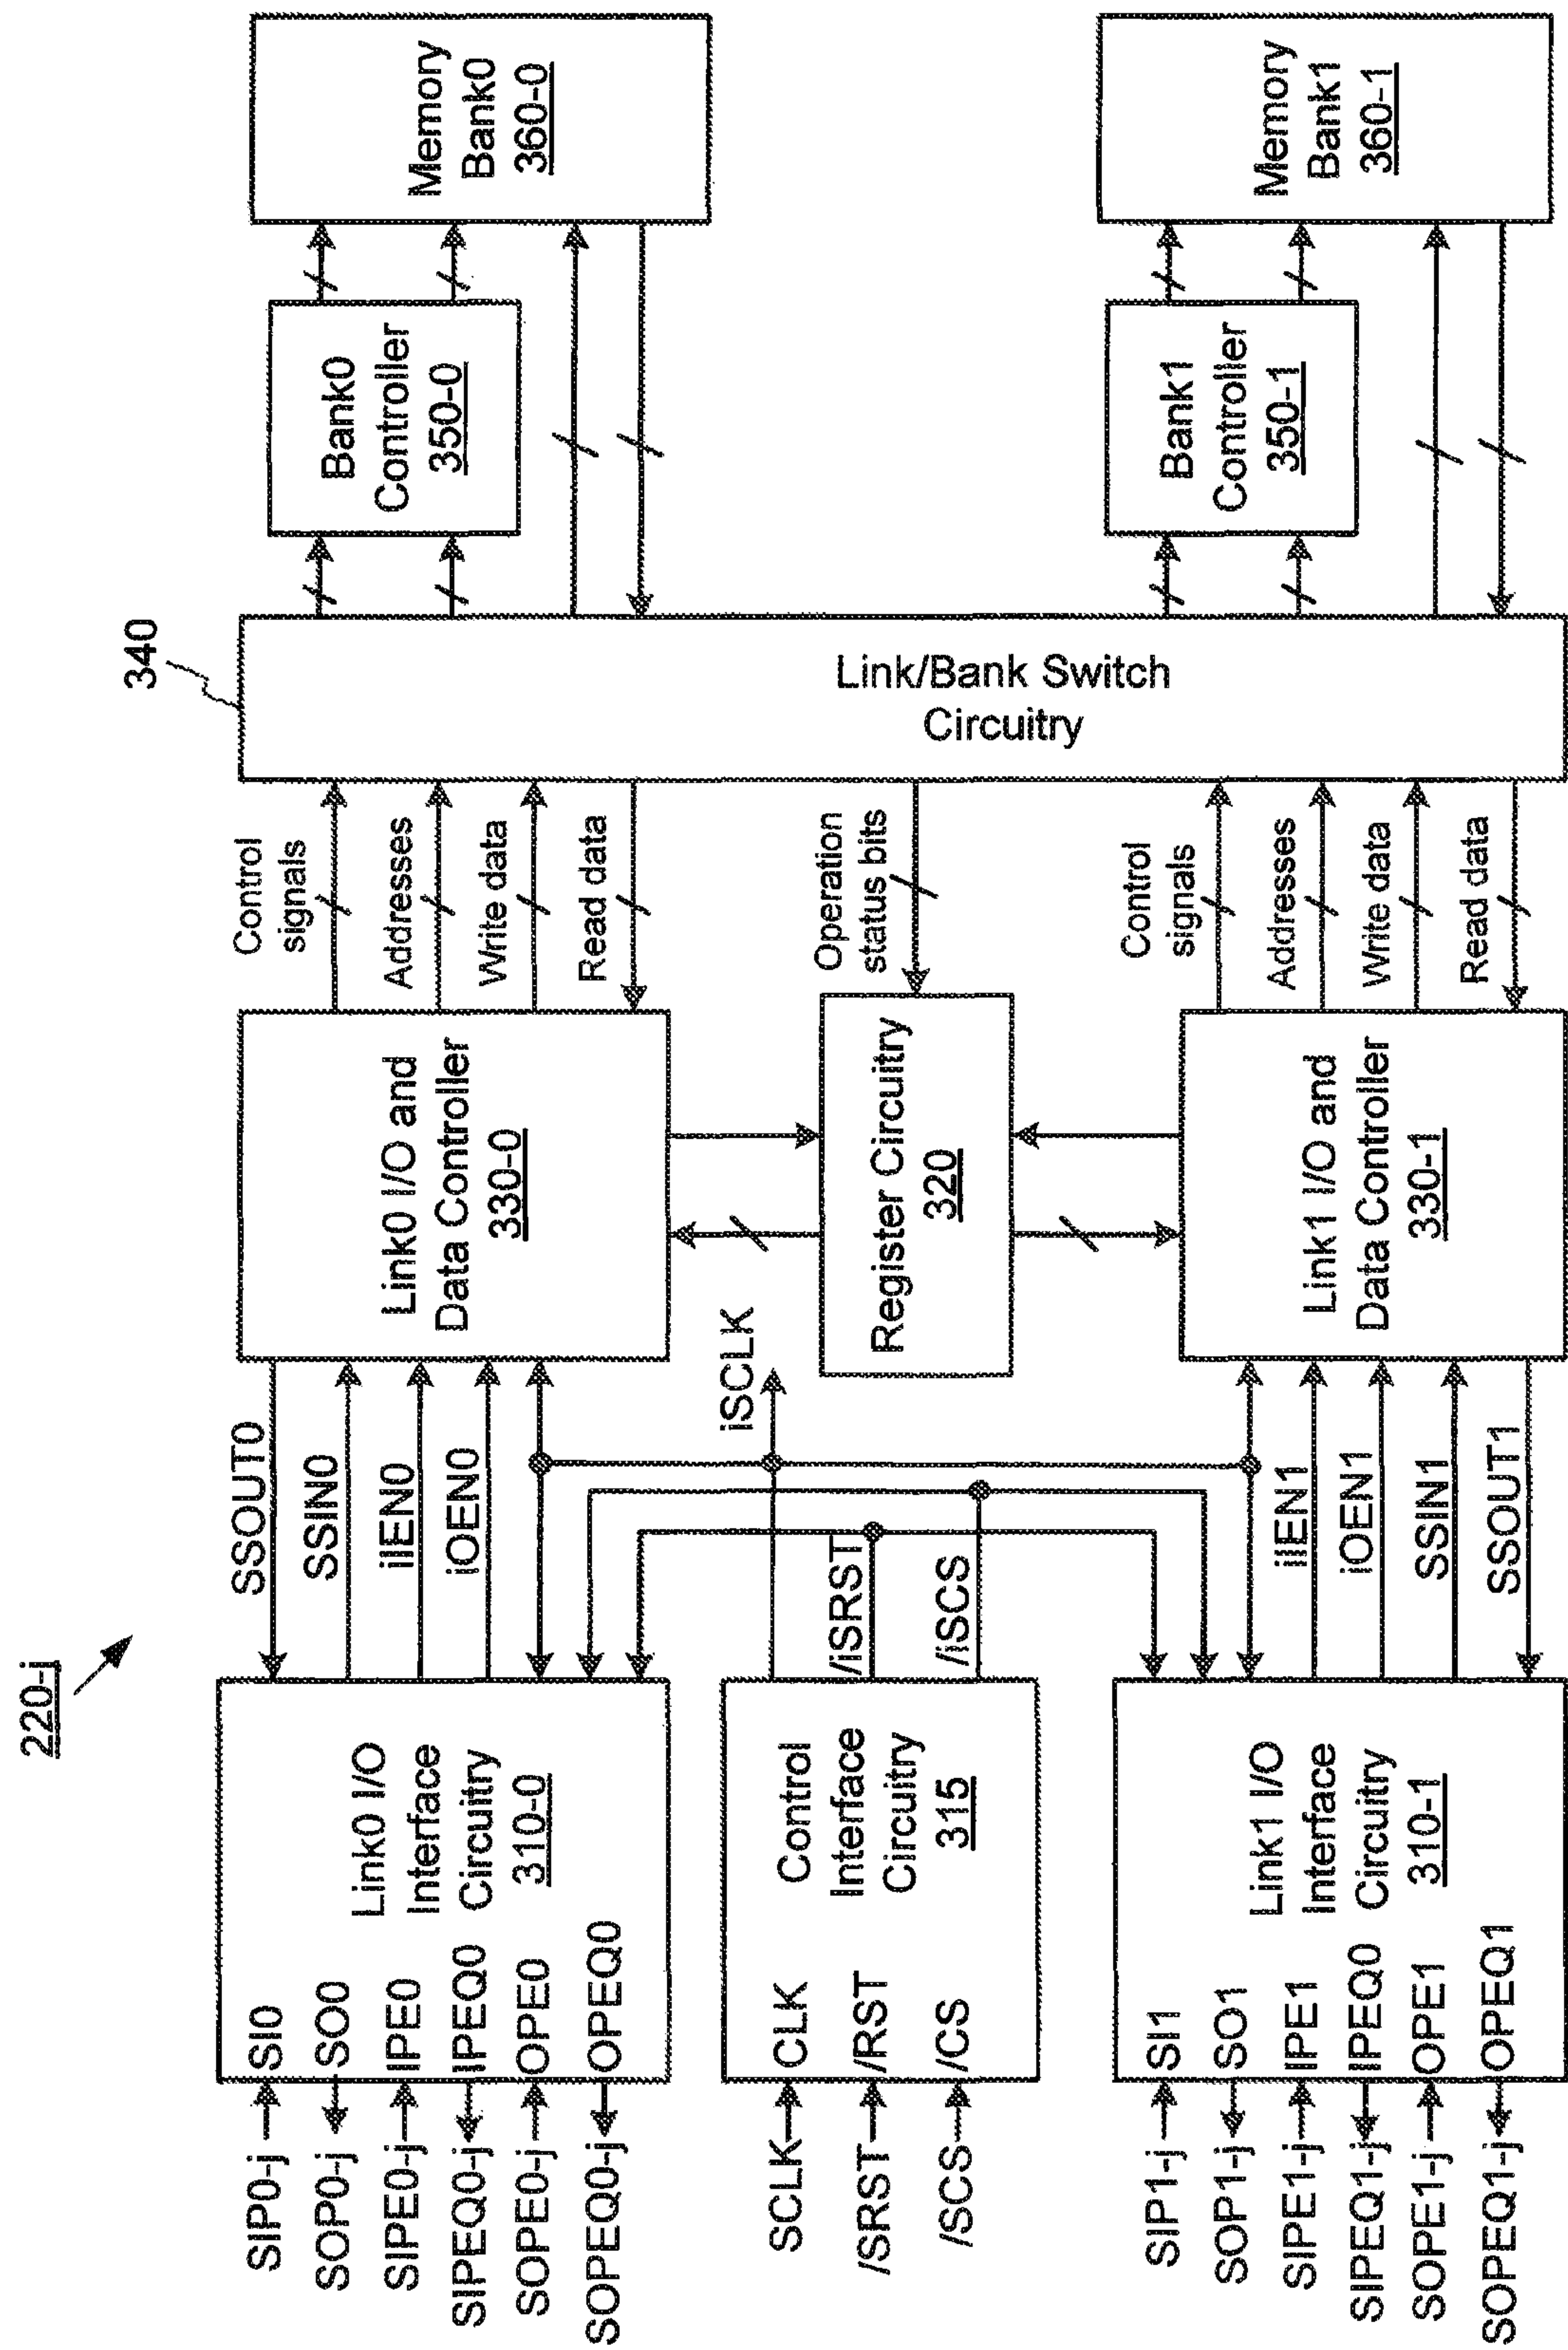 220-j
340
SIP0-j
SOP0-j
SIPE0-j
SIPEQ0-j
SOPE0-j
SOPEQ0-j
SI0
SO0
IPE0
IPEQ0
OPE0
OPEQ0
Link0 I/O
Interface
Circuitry
310-0
SSOUT0
SSIN0
iIEN0
iOEN0
Link0 I/O and
Data Controller
330-0
Control
signals
Addresses
Write data
Read data
Bank0
Controller
350-0
Memory
Bank0
360-0
SCLK
/SRST
/SCS
CLK
/RST
/CS
Control
Interface
Circuitry
315
/iSRST
/iSCS
iSCLK
Register Circuitry
320
Operation
status bits
Link/Bank Switch
Circuitry
SIP1-j
SOP1-j
SIPE1-j
SIPEQ1-j
SOPE1-j
SOPEQ1-j
SI1
SO1
IPE1
IPEQ0
OPE1
OPEQ1
Link1 I/O
Interface
Circuitry
310-1
iIEN1
iOEN1
SSIN1
SSOUT1
Link1 I/O and
Data Controller
330-1
Control
signals
Addresses
Write data
Read data
Bank1
Controller
350-1
Memory
Bank1
360-1